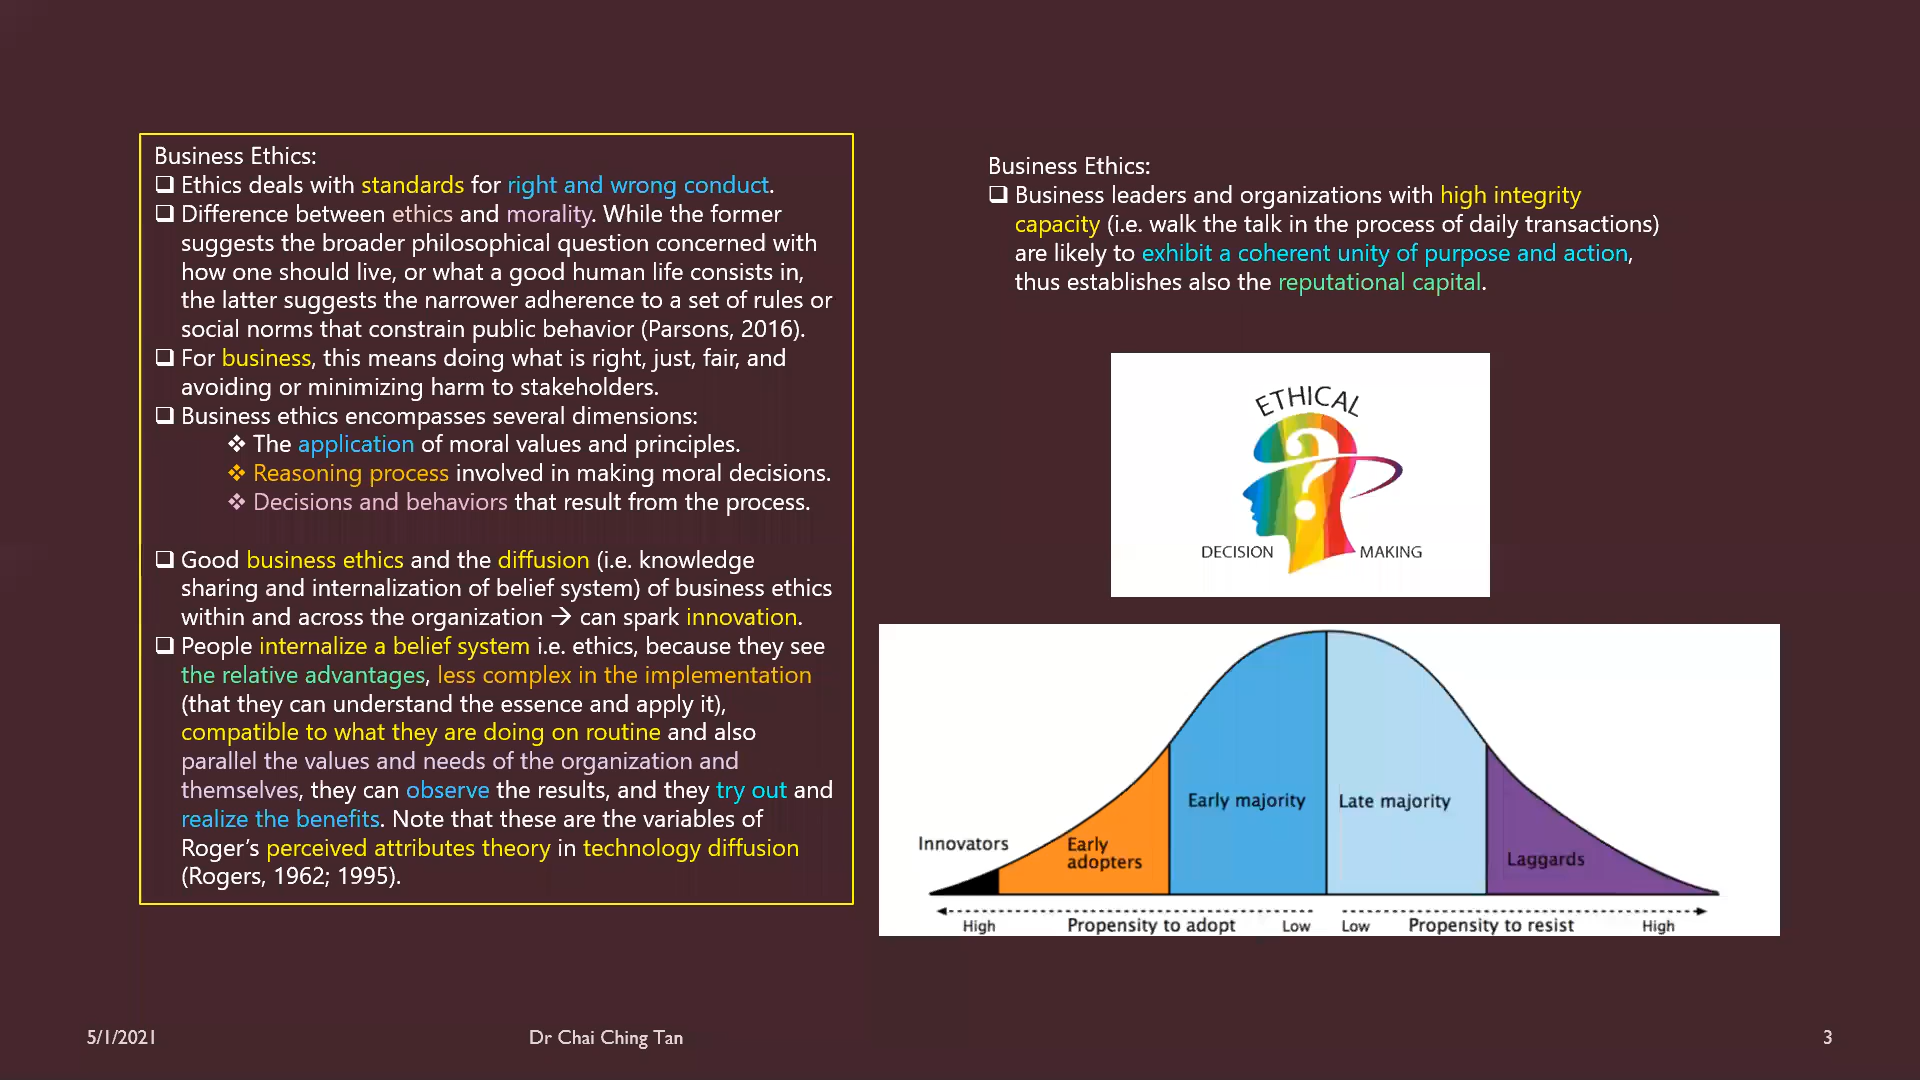 Business Ethics:
❑ Ethics deals with standards for right and wrong conduct.
❑ Difference between ethics and morality. While the former
suggests the broader philosophical question concerned with
how one should live, or what a good human life consists in,
the latter suggests the narrower adherence to a set of rules or
social norms that constrain public behavior (Parsons, 2016).
❑ For business, this means doing what is right, just, fair, and
avoiding or minimizing harm to stakeholders.
❑ Business ethics encompasses several dimensions:
❖ The application of moral values and principles.
❖ Reasoning process involved in making moral decisions.
❖ Decisions and behaviors that result from the process.
❑ Good business ethics and the diffusion (i.e. knowledge
sharing and internalization of belief system) of business ethics
within and across the organization → can spark innovation.
❑ People internalize a belief system i.e. ethics, because they see
the relative advantages, less complex in the implementation
(that they can understand the essence and apply it),
compatible to what they are doing on routine and also
parallel the values and needs of the organization and
themselves, they can observe the results, and they try out and
realize the benefits. Note that these are the variables of
Roger’s perceived attributes theory in technology diffusion
(Rogers, 1962; 1995).
Business Ethics:
❑ Business leaders and organizations with high integrity
capacity (i.e. walk the talk in the process of daily transactions)
are likely to exhibit a coherent unity of purpose and action,
thus establishes also the reputational capital.
ETHICAL
?
DECISION MAKING
Innovators
Early
adopters
Early majority
Late majority
Laggards
High Propensity to adopt Low Low Propensity to resist High
5/1/2021 Dr Chai Ching Tan 3